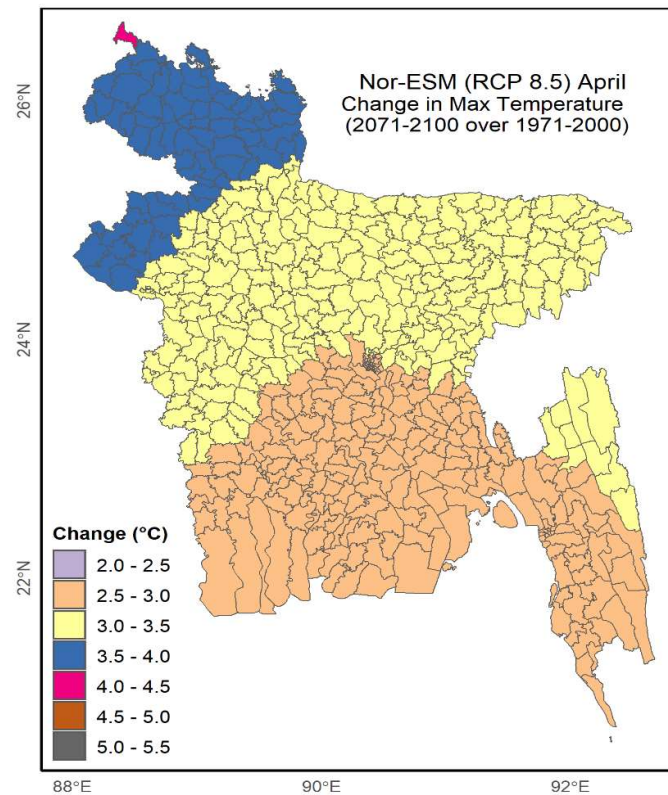 Nor-ESM (RCP 8.5) April
Change in Max Temperature
(2071-2100 over 1971-2000)
26°N
24°N
22°N
Change (°C)
2.0 - 2.5
2.5 - 3.0
3.0 - 3.5
3.5 - 4.0
4.0 - 4.5
4.5 - 5.0
5.0 - 5.5
88°E
90°E
92°E